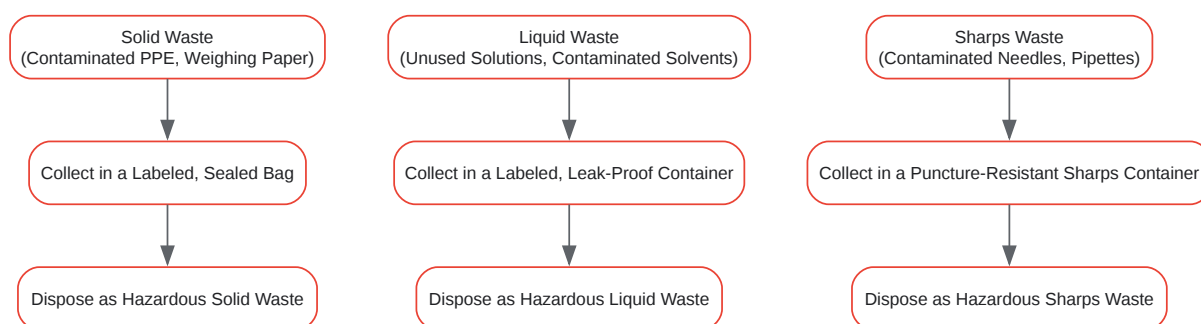 Solid Waste
(Contaminated PPE, Weighing Paper)
Liquid Waste
(Unused Solutions, Contaminated Solvents)
Sharps Waste
(Contaminated Needles, Pipettes)
Collect in a Labeled, Sealed Bag
Collect in a Labeled, Leak-Proof Container
Collect in a Puncture-Resistant Sharps Container
Dispose as Hazardous Solid Waste
Dispose as Hazardous Liquid Waste
Dispose as Hazardous Sharps Waste